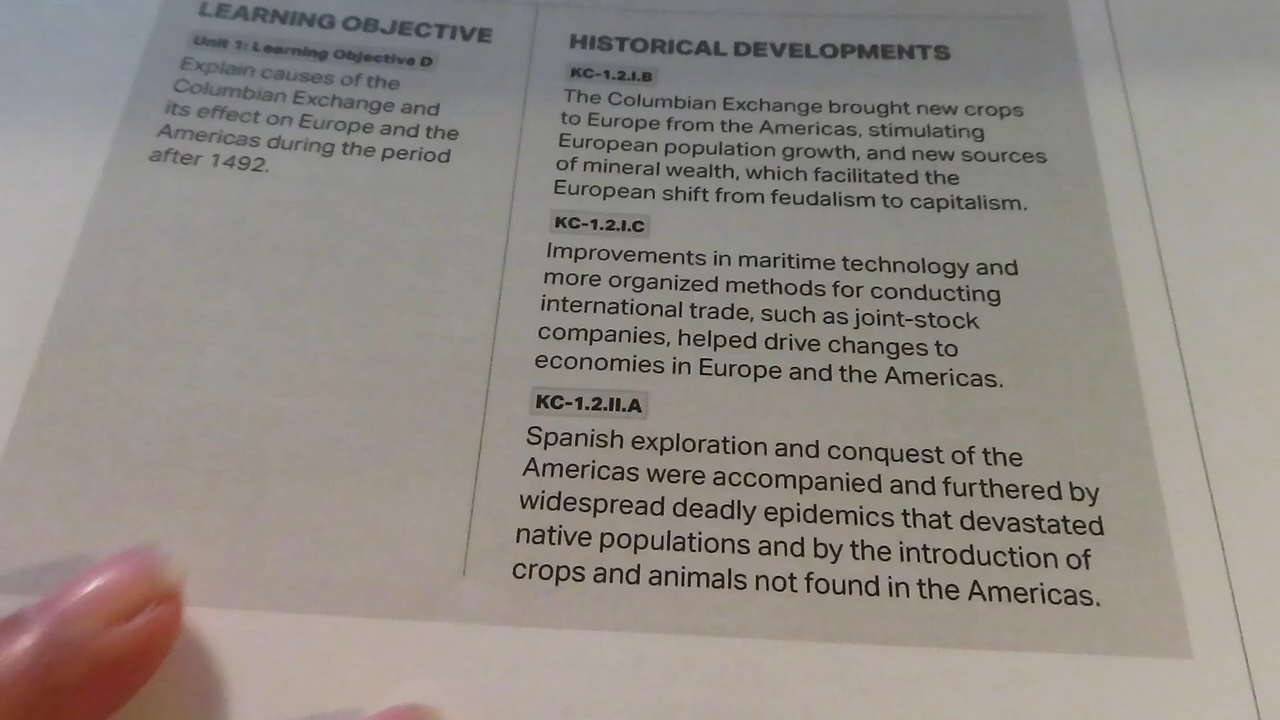 LEARNING OBJECTIVE
Unit 1: Learning Objective D
Explain causes of the
Columbian Exchange and
its effect on Europe and the
Americas during the period
after 1492.
HISTORICAL DEVELOPMENTS
KC-1.2.I.B
The Columbian Exchange brought new crops
to Europe from the Americas, stimulating
European population growth, and new sources
of mineral wealth, which facilitated the
European shift from feudalism to capitalism.
KC-1.2.I.C
Improvements in maritime technology and
more organized methods for conducting
international trade, such as joint-stock
companies, helped drive changes to
economies in Europe and the Americas.
KC-1.2.II.A
Spanish exploration and conquest of the
Americas were accompanied and furthered by
widespread deadly epidemics that devastated
native populations and by the introduction of
crops and animals not found in the Americas.